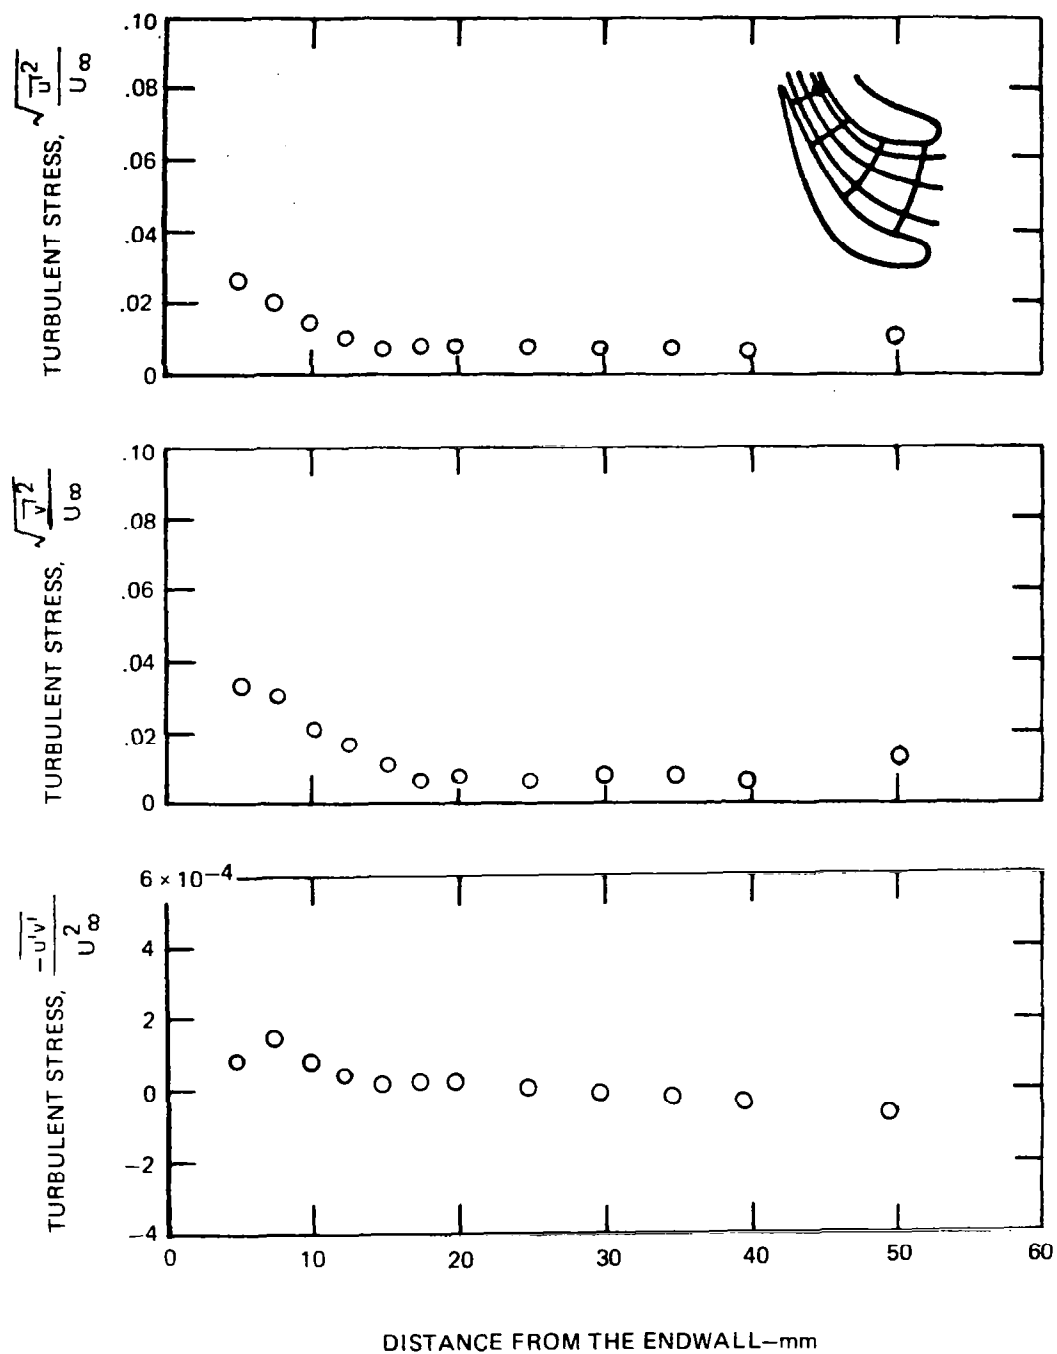 TURBULENT STRESS, √u'² / U∞
.10
.08
.06
.04
.02
0
TURBULENT STRESS, √v'² / U∞
.10
.08
.06
.04
.02
0
TURBULENT STRESS, −u'v' / U²∞
6 × 10−4
4
2
0
−2
−4
0 10 20 30 40 50 60
DISTANCE FROM THE ENDWALL—mm